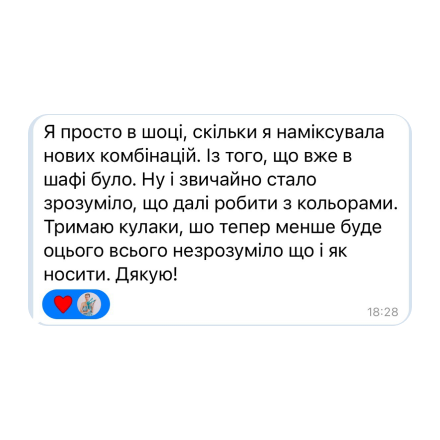 Я просто в шоці, скільки я наміксувала
нових комбінацій. Із того, що вже в
шафі було. Ну і звичайно стало
зрозуміло, що далі робити з кольорами.
Тримаю кулаки, шо тепер менше буде
оцього всього незрозуміло що і як
носити. Дякую!
18:28